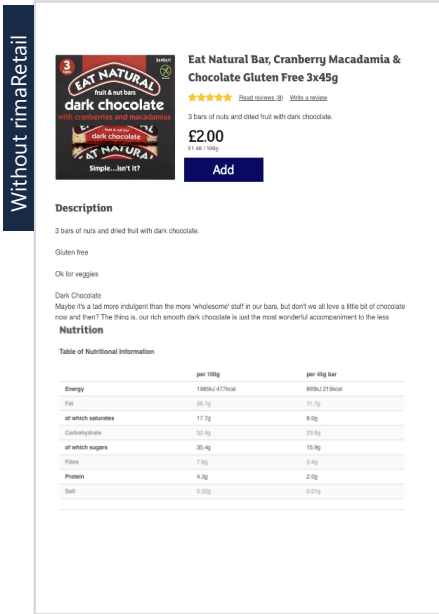 Without rimaRetail
3
bars
3x45g℮
EAT NATURAL
fruit & nut bars
dark chocolate
with cranberries and macadamias
fruit & nut bar
dark chocolate
EAT NATURAL
Simple...isn't it?
Eat Natural Bar, Cranberry Macadamia &
Chocolate Gluten Free 3x45g
Read reviews (8) Write a review
3 bars of nuts and dried fruit with dark chocolate.
£2.00
£1.48 / 100g
Add
Description
3 bars of nuts and dried fruit with dark chocolate.
Gluten free
Ok for veggies
Dark Chocolate
Maybe it's a tad more indulgent than the more 'wholesome' stuff in our bars, but don't we all love a little bit of chocolate
now and then? The thing is, our rich smooth dark chocolate is just the most wonderful accompaniment to the less
Nutrition
Table of Nutritional Information
per 100g per 45g bar
Energy 1985kJ 477kcal 893kJ 215kcal
Fat 26.1g 11.7g
of which saturates 17.7g 8.0g
Carbohydrate 52.4g 23.6g
of which sugars 35.4g 15.9g
Fibre 7.6g 3.4g
Protein 4.3g 2.0g
Salt 0.02g 0.01g